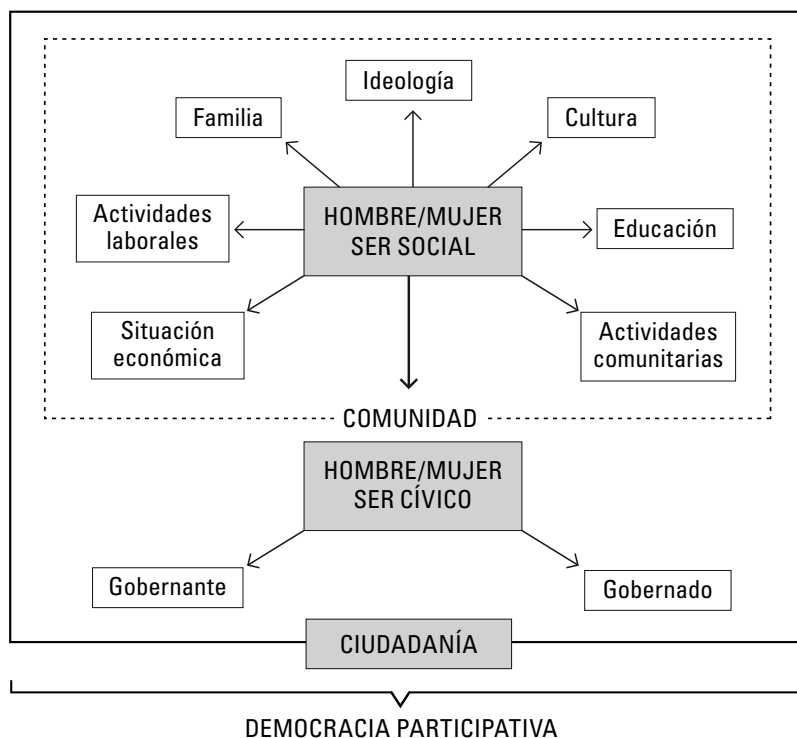 Ideología
Familia
Cultura
HOMBRE/MUJER
SER SOCIAL
Actividades
laborales
Educación
Situación
económica
Actividades
comunitarias
COMUNIDAD
HOMBRE/MUJER
SER CÍVICO
Gobernante
Gobernado
CIUDADANÍA
DEMOCRACIA PARTICIPATIVA